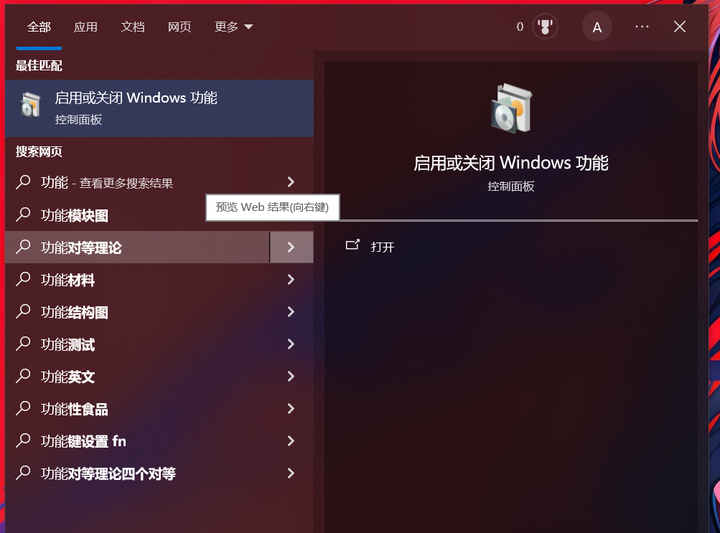 全部 应用 文档 网页 更多 0 A
最佳匹配
启用或关闭 Windows 功能
控制面板
搜索网页
功能 - 查看更多搜索结果
功能模块图
功能对等理论
功能材料
功能结构图
功能测试
功能英文
功能性食品
功能键设置 fn
功能对等理论四个对等
预览 Web 结果(向右键)
启用或关闭 Windows 功能
控制面板
打开